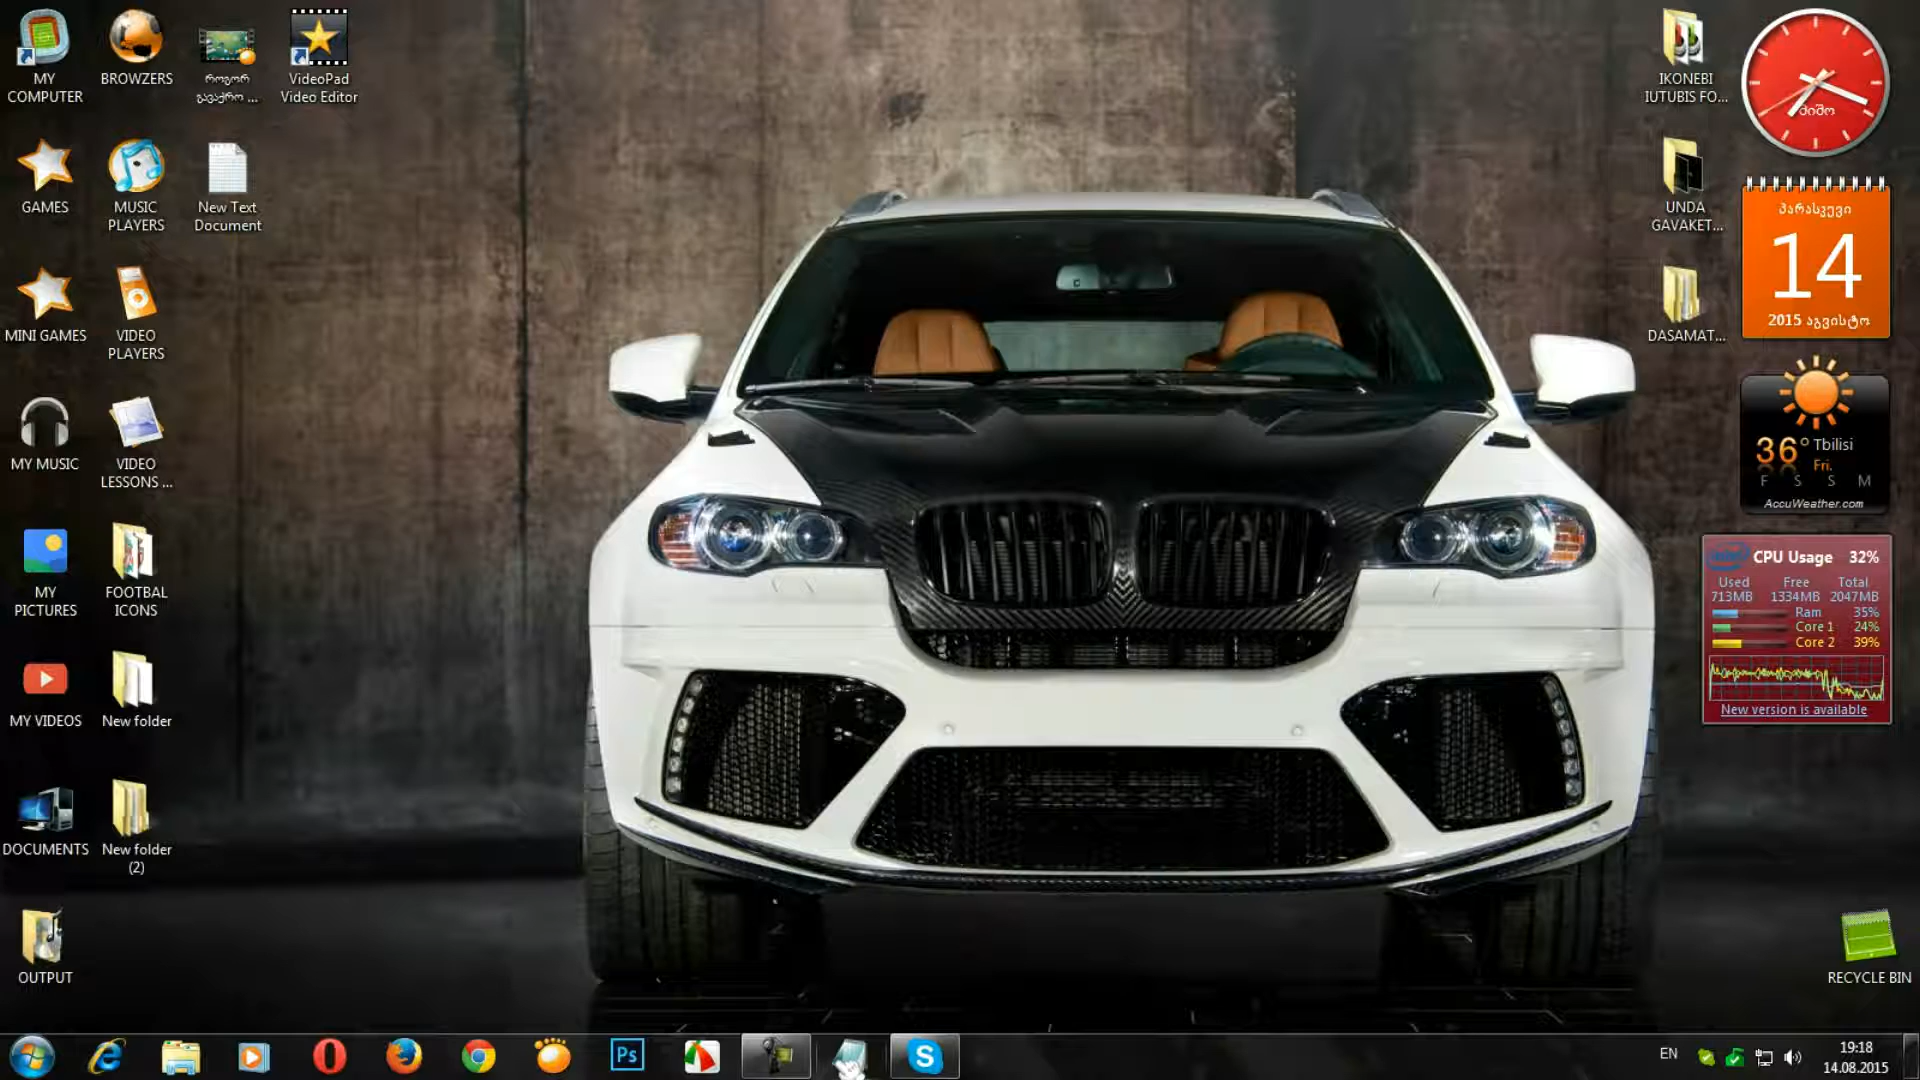 MY
COMPUTER
BROWZERS
როგორ
გავაქრო ...
VideoPad
Video Editor
GAMES
MUSIC
PLAYERS
New Text
Document
MINI GAMES
VIDEO
PLAYERS
MY MUSIC
VIDEO
LESSONS ...
MY
PICTURES
FOOTBAL
ICONS
MY VIDEOS
New folder
DOCUMENTS
New folder
(2)
OUTPUT
IKONEBI
IUTUBIS FO...
UNDA
GAVAKET...
DASAMAT...
პარასკევი
14
2015 აგვისტო
36° Tbilisi
Fri.
F S S M
AccuWeather.com
CPU Usage 32%
Used Free Total
713MB 1334MB 2047MB
Ram 35%
Core 1 24%
Core 2 39%
New version is available
RECYCLE BIN
Ps
EN
19:18
14.08.2015